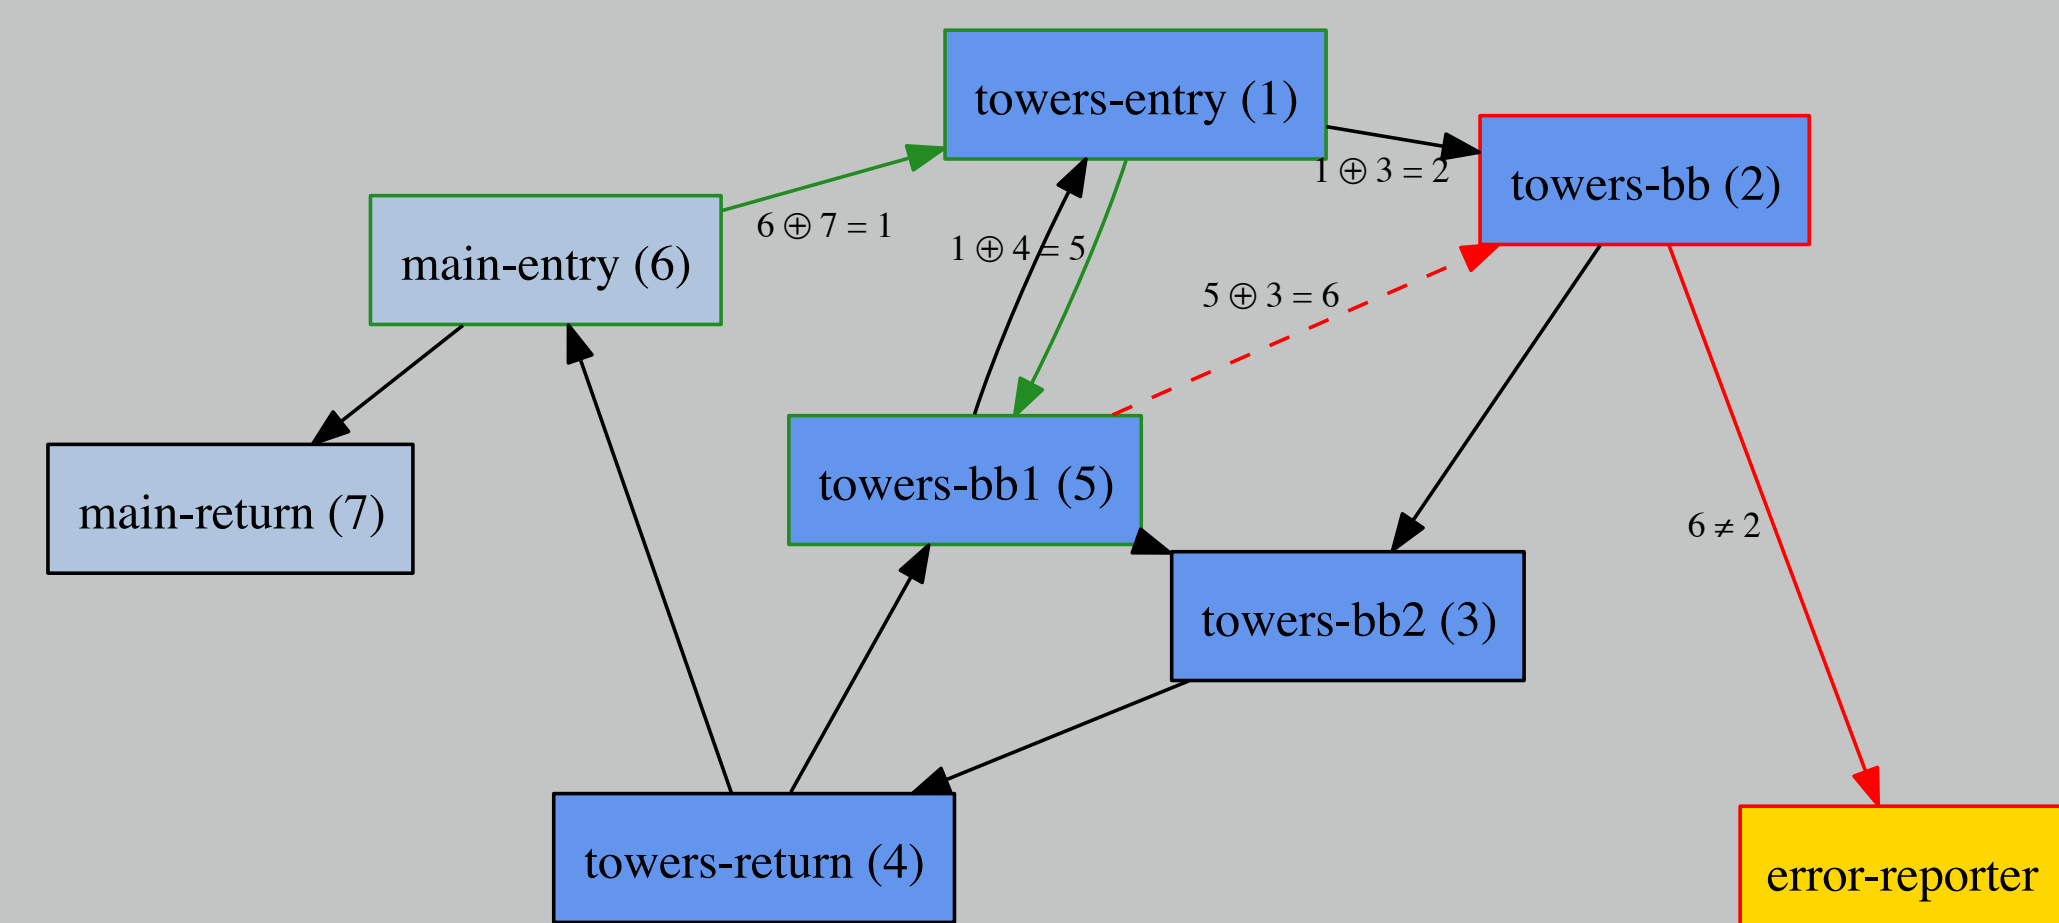 towers-entry (1)
1 ⊕ 3 = 2
towers-bb (2)
6 ⊕ 7 = 1
main-entry (6)
1 ⊕ 4 = 5
5 ⊕ 3 = 6
towers-bb1 (5)
main-return (7)
6 ≠ 2
towers-bb2 (3)
towers-return (4)
error-reporter